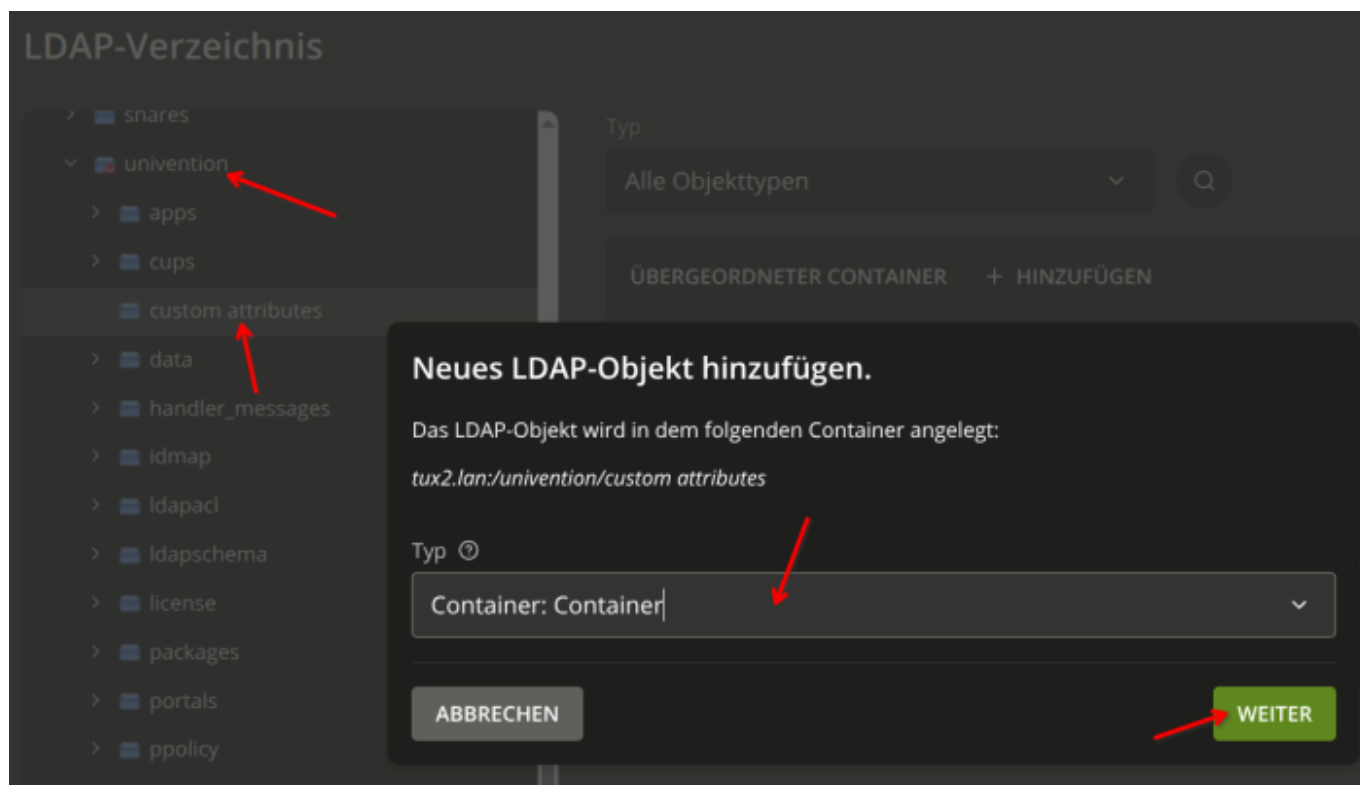 LDAP-Verzeichnis
shares
univention
apps
cups
custom attributes
data
handler_messages
idmap
ldapacl
ldapschema
license
packages
portals
ppolicy
Typ
Alle Objekttypen
ÜBERGEORDNETER CONTAINER + HINZUFÜGEN
Neues LDAP-Objekt hinzufügen.
Das LDAP-Objekt wird in dem folgenden Container angelegt:
tux2.lan:/univention/custom attributes
Typ
Container: Container
ABBRECHEN
WEITER